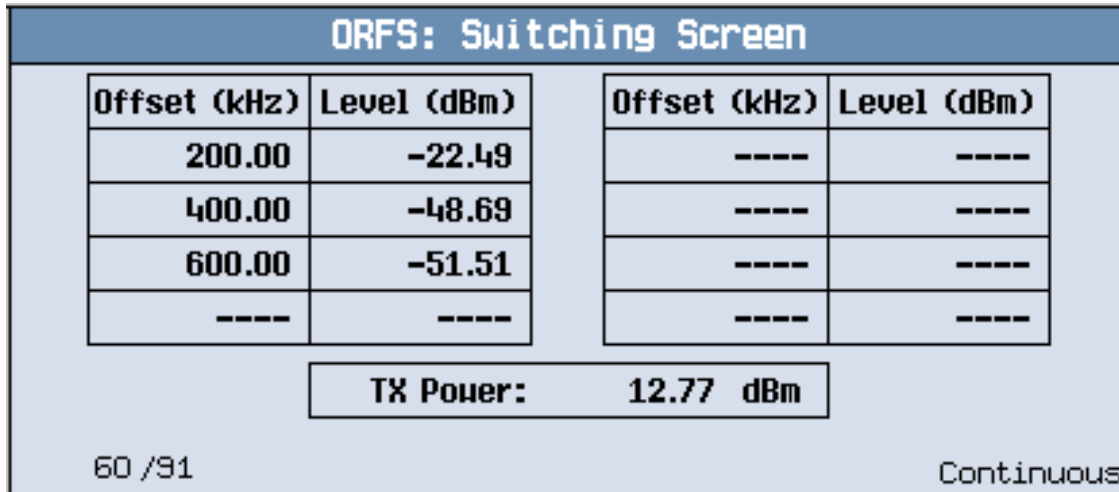 ORFS: Switching Screen
Offset (kHz) Level (dBm) Offset (kHz) Level (dBm)
200.00 -22.49 ---- ----
400.00 -48.69 ---- ----
600.00 -51.51 ---- ----
---- ---- ---- ----
TX Power: 12.77 dBm
60 /91 Continuous